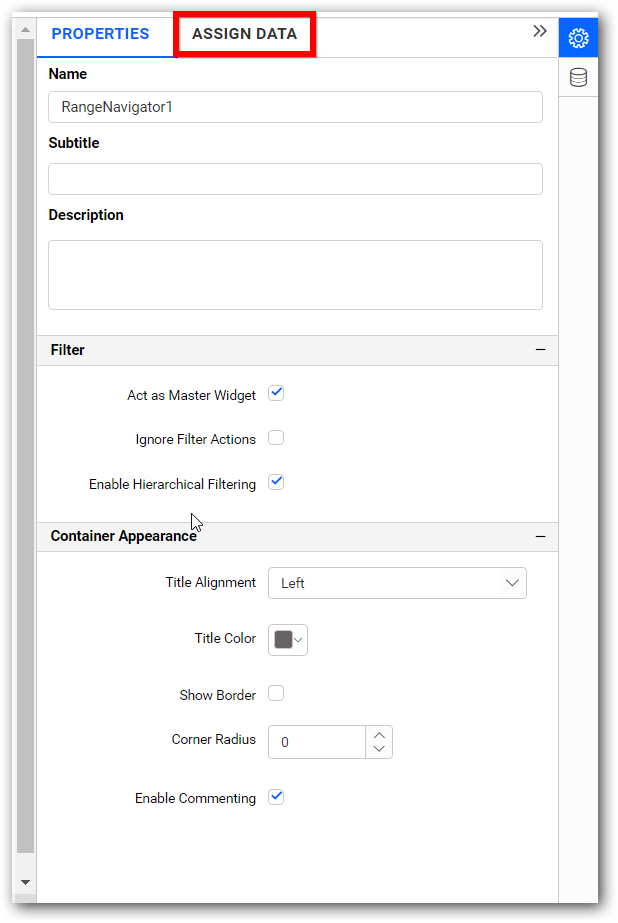 PROPERTIES ASSIGN DATA
Name
RangeNavigator1
Subtitle
Description
Filter
Act as Master Widget
Ignore Filter Actions
Enable Hierarchical Filtering
Container Appearance
Title Alignment Left
Title Color
Show Border
Corner Radius 0
Enable Commenting